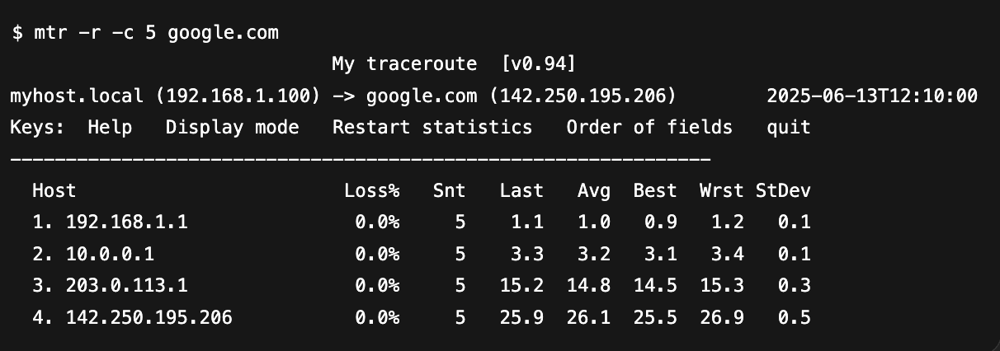 $ mtr -r -c 5 google.com
My traceroute  [v0.94]
myhost.local (192.168.1.100) -> google.com (142.250.195.206)        2025-06-13T12:10:00
Keys:  Help   Display mode   Restart statistics   Order of fields   quit
---------------------------------------------------------------
Host                        Loss%   Snt   Last   Avg  Best  Wrst StDev
1. 192.168.1.1               0.0%     5    1.1   1.0   0.9   1.2   0.1
2. 10.0.0.1                  0.0%     5    3.3   3.2   3.1   3.4   0.1
3. 203.0.113.1               0.0%     5   15.2  14.8  14.5  15.3   0.3
4. 142.250.195.206           0.0%     5   25.9  26.1  25.5  26.9   0.5